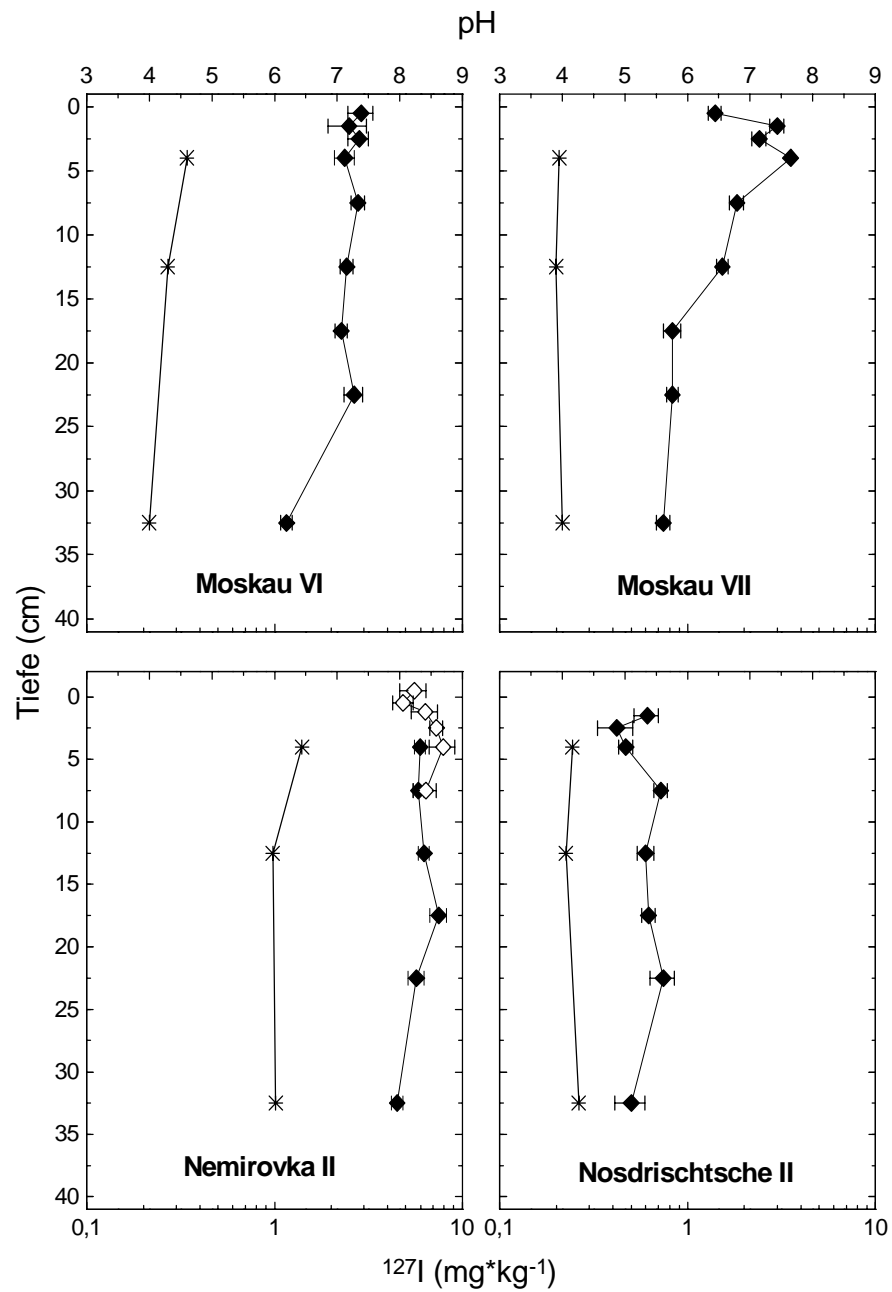 pH
3 4 5 6 7 8 9 3 4 5 6 7 8 9
0
5
10
15
20
25
30
35
40
Moskau VI
Moskau VII
Tiefe (cm)
0
5
10
15
20
25
30
35
40
Nemirovka II
Nosdrischtsche II
0,1 1 10 0,1 1 10
¹²⁷I (mg*kg⁻¹)